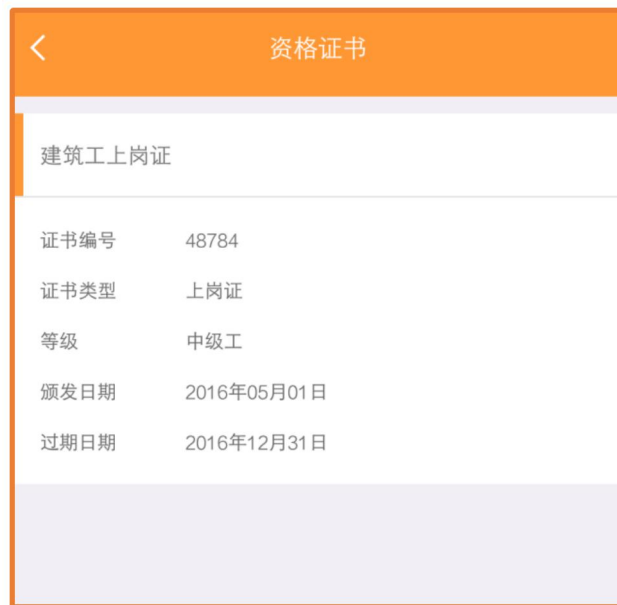 资格证书
建筑工上岗证
证书编号 48784
证书类型 上岗证
等级 中级工
颁发日期 2016年05月01日
过期日期 2016年12月31日